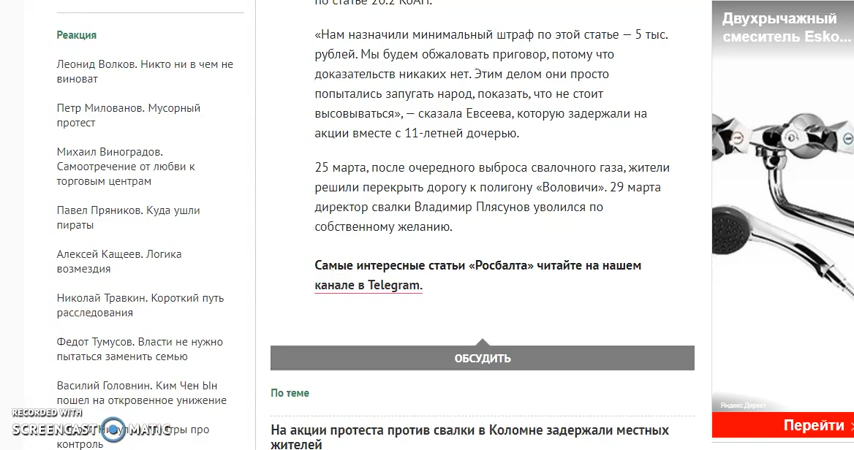 по статье 20.2 КоАП.
Реакция
Леонид Волков. Никто ни в чем не
виноват
Петр Милованов. Мусорный
протест
Михаил Виноградов.
Самоотречение от любви к
торговым центрам
Павел Пряников. Куда ушли
пираты
Алексей Кащеев. Логика
возмездия
Николай Травкин. Короткий путь
расследования
Федот Тумусов. Власти не нужно
пытаться заменить семью
Василий Головнин. Ким Чен Ын
пошел на откровенное унижение
про
контроль
«Нам назначили минимальный штраф по этой статье — 5 тыс.
рублей. Мы будем обжаловать приговор, потому что
доказательств никаких нет. Этим делом они просто
попытались запугать народ, показать, что не стоит
высовываться», — сказала Евсеева, которую задержали на
акции вместе с 11-летней дочерью.
25 марта, после очередного выброса свалочного газа, жители
решили перекрыть дорогу к полигону «Воловичи». 29 марта
директор свалки Владимир Плясунов уволился по
собственному желанию.
Самые интересные статьи «Росбалта» читайте на нашем
канале в Telegram.
ОБСУДИТЬ
По теме
На акции протеста против свалки в Коломне задержали местных
жителей
Двухрычажный
смеситель Esko...
Яндекс.Директ
Перейти
RECORDED WITH
SCREENCAST MATIC